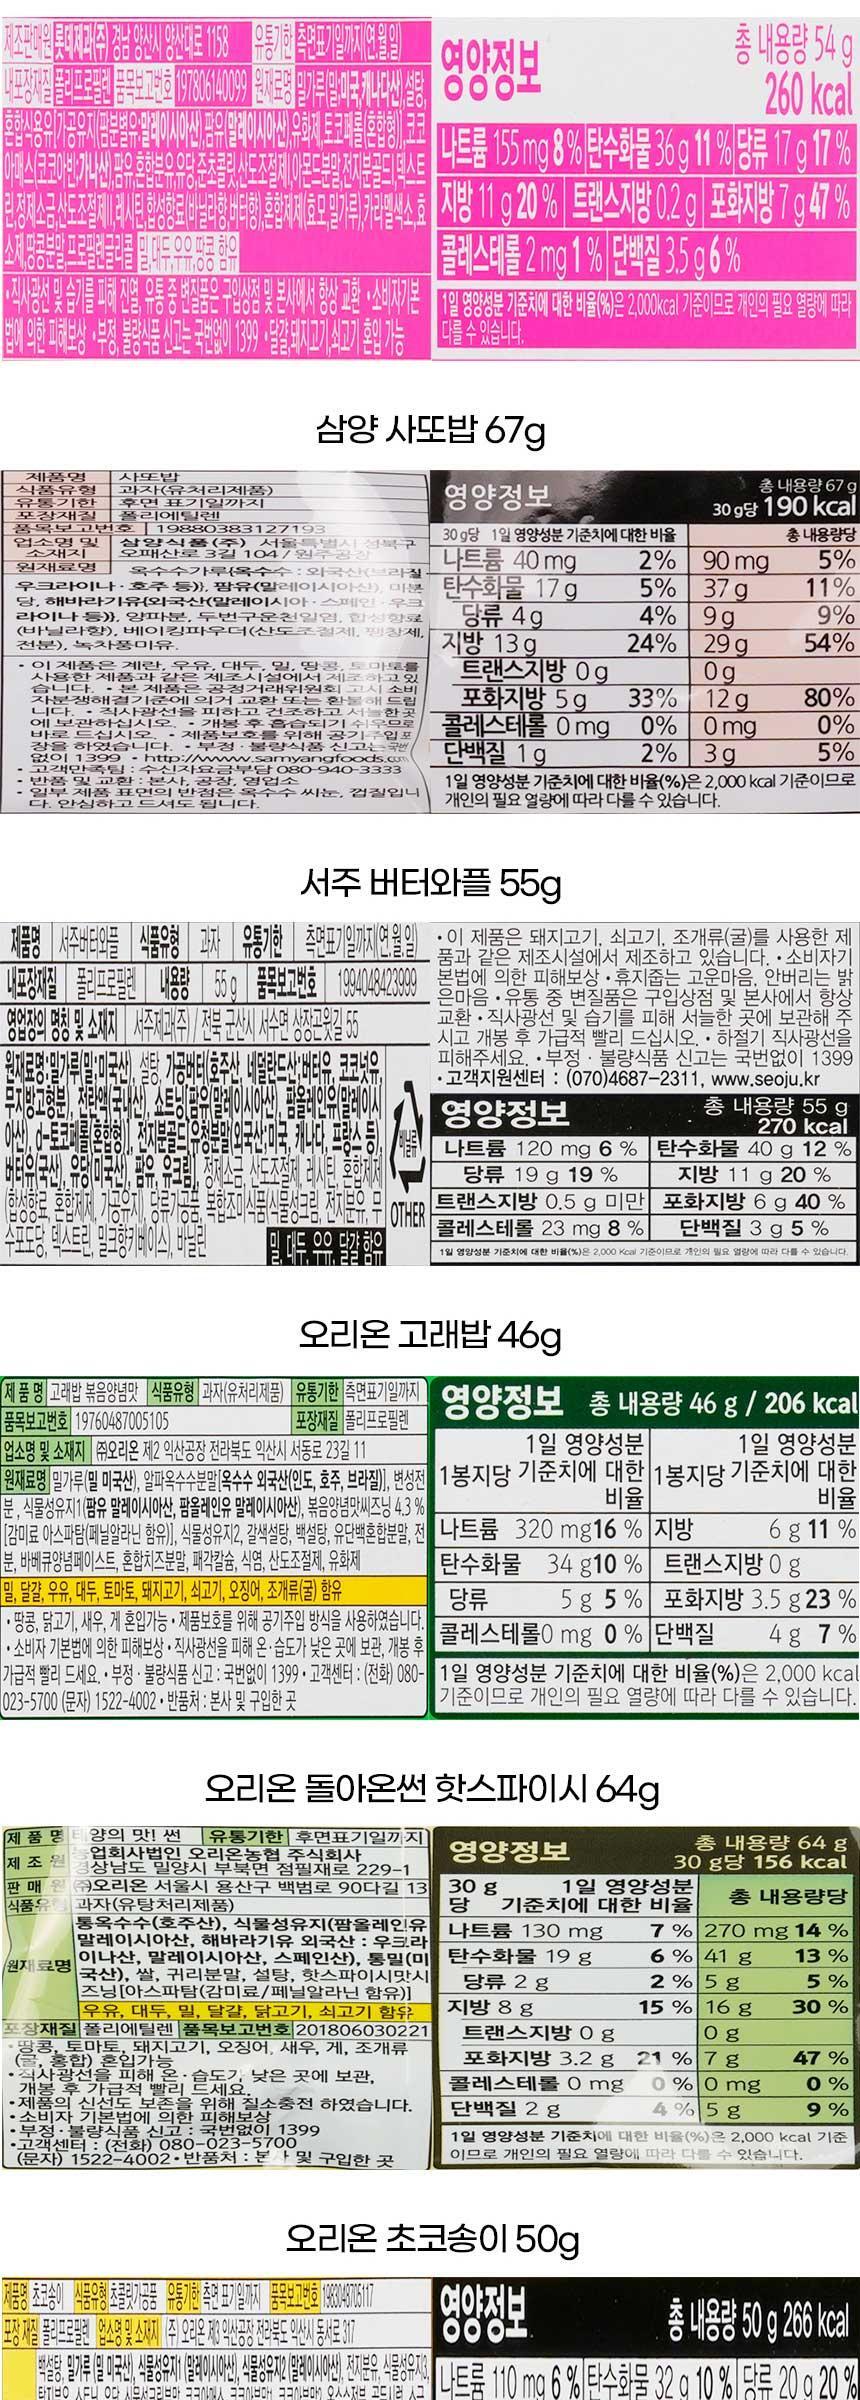 제조판매원 롯데제과(주) 경남 양산시 양산대로 1158 유통기한 측면표기일까지(연,월,일)
내포장재질 폴리프로필렌 품목보고번호 197806140099 원재료명 밀가루(밀:미국,캐나다산),설탕,
혼합식용유[가공유지(팜분별유:말레이시아산),팜유(말레이시아산),유화제,토코페롤(혼합형)],코코
아매스(코코아빈:가나산),팜유,혼합분유,유당,준초콜릿,산도조절제,아몬드분말,전지분골드,덱스트
린,정제소금,산도조절제II,레시틴,합성향료(바닐라향,버터향),혼합제제(효모,밀가루),카라멜색소,효
소제,땅콩분말,프로필렌글리콜 밀,대두,우유,땅콩 함유
•직사광선 및 습기를 피해 진열, 유통 중 변질품은 구입상점 및 본사에서 항상 교환 •소비자기본
법에 의한 피해보상 •부정, 불량식품 신고는 국번없이 1399 •달걀,돼지고기,쇠고기 혼입 가능
영양정보 총 내용량 54 g
260 kcal
나트륨 155 mg 8 % 탄수화물 36 g 11 % 당류 17 g 17 %
지방 11 g 20 % 트랜스지방 0.2 g 포화지방 7 g 47 %
콜레스테롤 2 mg 1 % 단백질 3.5 g 6 %
1일 영양성분 기준치에 대한 비율(%)은 2,000kcal 기준이므로 개인의 필요 열량에 따라
다를 수 있습니다.
삼양 사또밥 67g
제품명 사또밥
식품유형 과자(유처리제품)
유통기한 후면 표기일까지
포장재질 폴리에틸렌
품목보고번호 198803831​27193
업소명 및 소재지 삼양식품(주) 서울특별시 성북구
오패산로 3길 104 / 원주공장
원재료명 옥수수가루{옥수수 : 외국산(브라질
우크라이나 · 호주 등)}, 팜유(말레이시아산), 미분
당, 해바라기유{외국산(말레이시아 · 스페인 · 우크
라이나 등)}, 양파분, 두번구운천일염, 합성향료
(바닐라향), 베이킹파우더(산도조절제, 팽창제,
전분), 녹차풍미유.
• 이 제품은 계란, 우유, 대두, 밀, 땅콩, 토마토를
사용한 제품과 같은 제조시설에서 제조하고 있
습니다. • 본 제품은 공정거래위원회 고시 소비
자분쟁해결기준에 의거 교환 또는 환불해 드립
니다. • 직사광선을 피하고 건조하고 서늘한 곳
에 보관하십시오. • 개봉 후 흡습되기 쉬우므로
바로 드십시오. • 제품보호를 위해 공기주입포
장을 하였습니다. • 부정 · 불량식품 신고는 국번
없이 1399 • http://www.samyangfoods.com
• 고객만족팀 : 수신자요금부담 080-940-3333
• 반품 및 교환 : 본사, 공장, 영업소
• 일부 제품 표면의 반점은 옥수수 씨눈, 껍질입니
다. 안심하고 드셔도 됩니다.
영양정보 총 내용량 67 g
30 g당 190 kcal
30 g당 1일 영양성분 기준치에 대한 비율 총 내용량당
나트륨 40 mg 2% 90 mg 5%
탄수화물 17 g 5% 37 g 11%
당류 4 g 4% 9 g 9%
지방 13 g 24% 29 g 54%
트랜스지방 0 g 0 g
포화지방 5 g 33% 12 g 80%
콜레스테롤 0 mg 0% 0 mg 0%
단백질 1 g 2% 3 g 5%
1일 영양성분 기준치에 대한 비율(%)은 2,000 kcal 기준이므로
개인의 필요 열량에 따라 다를 수 있습니다.
서주 버터와플 55g
제품명 서주버터와플 식품유형 과자 유통기한 측면표기일까지(연,월,일)
내포장재질 폴리프로필렌 내용량 55 g 품목보고번호 1994048423999
영업장의 명칭 및 소재지 서주제과(주) / 전북 군산시 서수면 상장곤윗길 55
원재료명:밀가루(밀:미국산), 설탕, 가공버터(호주산, 네덜란드산:버터유, 코코넛유,
무지방고형분), 전란액(국내산), 쇼트닝[팜유(말레이시아산), 팜올레인유(말레이시
아산), d-토코페롤(혼합형)], 전지분골드[유청분말:외국산:미국, 캐나다, 프랑스 등),
버터유(국산), 유당(미국산), 팜유, 유크림], 정제소금, 산도조절제, 레시틴, 혼합제제
(합성향료, 혼합제제, 가공유지, 당류가공품, 복합조미식품(식물성크림, 전지분유, 무
수포도당, 덱스트린, 밀크향키베이스), 바닐린
밀, 대두, 우유, 달걀 함유
비닐류
OTHER
•이 제품은 돼지고기, 쇠고기, 조개류(굴)를 사용한 제
품과 같은 제조시설에서 제조하고 있습니다. •소비자기
본법에 의한 피해보상 •휴지줍는 고운마음, 안버리는 밝
은마음 •유통 중 변질품은 구입상점 및 본사에서 항상
교환 •직사광선 및 습기를 피해 서늘한 곳에 보관해 주
시고 개봉 후 가급적 빨리 드십시오. •하절기 직사광선을
피해주세요. •부정 · 불량식품 신고는 국번없이 1399
•고객지원센터 : (070)4687-2311, www.seoju.kr
영양정보 총 내용량 55 g
270 kcal
나트륨 120 mg 6 % 탄수화물 40 g 12 %
당류 19 g 19 % 지방 11 g 20 %
트랜스지방 0.5 g 미만 포화지방 6 g 40 %
콜레스테롤 23 mg 8 % 단백질 3 g 5 %
1일 영양성분 기준치에 대한 비율(%)은 2,000 Kcal 기준이므로 개인의 필요 열량에 따라 다를 수 있습니다.
오리온 고래밥 46g
제 품 명 고래밥 볶음양념맛 식품유형 과자(유처리제품) 유통기한 측면표기일까지
품목보고번호 19760487005105 포장재질 폴리프로필렌
업소명 및 소재지 ㈜오리온 제2 익산공장 전라북도 익산시 서동로 23길 11
원재료명 밀가루(밀 미국산), 알파옥수수분말[옥수수 외국산(인도, 호주, 브라질)], 변성전
분, 식물성유지1(팜유 말레이시아산, 팜올레인유 말레이시아산), 볶음양념맛씨즈닝 4.3 %
[감미료 아스파탐(페닐알라닌 함유)], 식물성유지2, 갈색설탕, 백설탕, 유단백혼합분말, 전
분, 바베큐양념페이스트, 혼합치즈분말, 패각칼슘, 식염, 산도조절제, 유화제
밀, 달걀, 우유, 대두, 토마토, 돼지고기, 쇠고기, 오징어, 조개류(굴) 함유
•땅콩, 닭고기, 새우, 게 혼입가능 •제품보호를 위해 공기주입 방식을 사용하였습니다.
•소비자 기본법에 의한 피해보상 •직사광선을 피해 온·습도가 낮은 곳에 보관, 개봉 후
가급적 빨리 드세요. •부정·불량식품 신고 : 국번없이 1399 •고객센터 : (전화) 080-
023-5700 (문자) 1522-4002 •반품처 : 본사 및 구입한 곳
영양정보 총 내용량 46 g / 206 kcal
1봉지당 1일 영양성분 기준치에 대한 비율 1봉지당 1일 영양성분 기준치에 대한 비율
나트륨 320 mg 16 % 지방 6 g 11 %
탄수화물 34 g 10 % 트랜스지방 0 g
당류 5 g 5 % 포화지방 3.5 g 23 %
콜레스테롤 0 mg 0 % 단백질 4 g 7 %
1일 영양성분 기준치에 대한 비율(%)은 2,000 kcal
기준이므로 개인의 필요 열량에 따라 다를 수 있습니다.
오리온 돌아온썬 핫스파이시 64g
제 품 명 태양의 맛! 썬 유통기한 후면표기일까지
제 조 원 농업회사법인 오리온농협 주식회사
경상남도 밀양시 부북면 점필재로 229-1
판 매 원 ㈜오리온 서울시 용산구 백범로 90다길 13
식품유형 과자(유탕처리제품)
원재료명 통옥수수(호주산), 식물성유지(팜올레인유
말레이시아산, 해바라기유 외국산 : 우크라
이나산, 말레이시아산, 스페인산), 통밀(미
국산), 쌀, 귀리분말, 설탕, 핫스파이시맛시
즈닝[아스파탐(감미료/페닐알라닌 함유)]
우유, 대두, 밀, 달걀, 닭고기, 쇠고기 함유
포장재질 폴리에틸렌 품목보고번호 201806030221
•땅콩, 토마토, 돼지고기, 오징어, 새우, 게, 조개류
(굴, 홍합) 혼입가능
•직사광선을 피해 온·습도가 낮은 곳에 보관,
개봉 후 가급적 빨리 드세요.
•제품의 신선도 보존을 위해 질소충전 하였습니다.
•소비자 기본법에 의한 피해보상
•부정·불량식품 신고 : 국번없이 1399
•고객센터 : (전화) 080-023-5700
(문자) 1522-4002 •반품처 : 본사 및 구입한 곳
영양정보 총 내용량 64 g
30 g당 156 kcal
30 g당 1일 영양성분 기준치에 대한 비율 총 내용량당
나트륨 130 mg 7 % 270 mg 14 %
탄수화물 19 g 6 % 41 g 13 %
당류 2 g 2 % 5 g 5 %
지방 8 g 15 % 16 g 30 %
트랜스지방 0 g 0 g
포화지방 3.2 g 21 % 7 g 47 %
콜레스테롤 0 mg 0 % 0 mg 0 %
단백질 2 g 4 % 5 g 9 %
1일 영양성분 기준치에 대한 비율(%)은 2,000 kcal 기준
이므로 개인의 필요 열량에 따라 다를 수 있습니다.
오리온 초코송이 50g
제품명 초코송이 식품유형 초콜릿가공품 유통기한 측면 표기일까지 품목보고번호 1983048705117
포장 재질 폴리프로필렌 업소명 및 소재지 (주) 오리온 제3 익산공장 전라북도 익산시 동서로 317
백설탕, 밀가루 (밀 미국산), 식물성유지1 (말레이시아산), 식물성유지2 (말레이시아산), 전지분유, 식물성유지3,
영양정보 총 내용량 50 g 266 kcal
나트륨 110 mg 6 % 탄수화물 32 g 10 % 당류 20 g 20 %